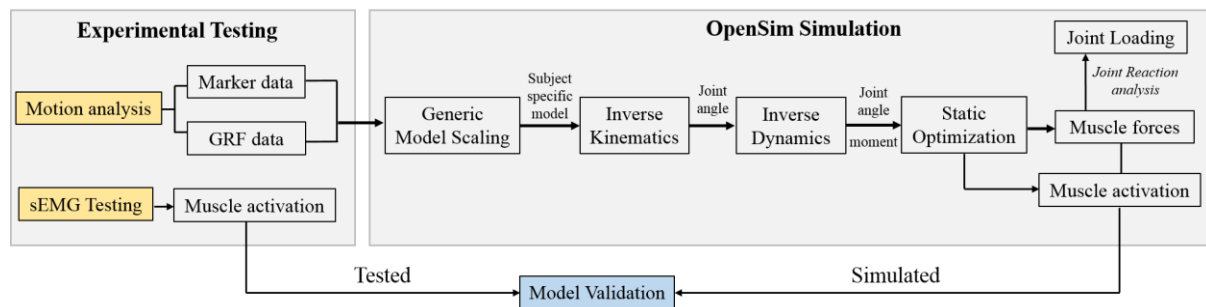 Experimental Testing
Motion analysis
Marker data
GRF data
sEMG Testing
Muscle activation
OpenSim Simulation
Generic
Model Scaling
Subject
specific
model
Inverse
Kinematics
Joint
angle
Inverse
Dynamics
Joint
angle
moment
Static
Optimization
Joint Loading
Joint Reaction
analysis
Muscle forces
Muscle activation
Tested
Model Validation
Simulated